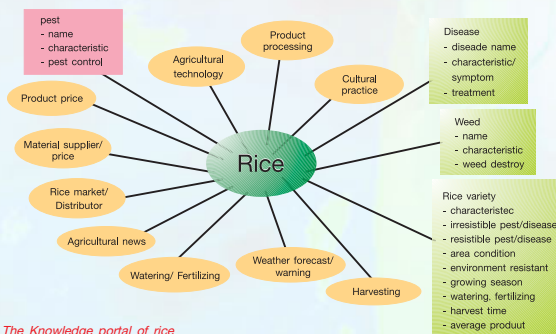 pest
- name
- characteristic
- pest control
Product
processing
Agricultural
technology
Cultural
practice
Disease
- diseade name
- characteristic/
symptom
- treatment
Product price
Weed
- name
- characteristic
- weed destroy
Material supplier/
price
Rice
Rice market/
Distributor
Rice variety
- characteristec
- irresistible pest/disease
- resistible pest/disease
- area condition
- environment resistant
- growing season
- watering, fertilizing
- harvest time
- average product
Agricultural news
Watering/ Fertilizing
Weather forecast/
warning
Harvesting
The Knowledge portal of rice